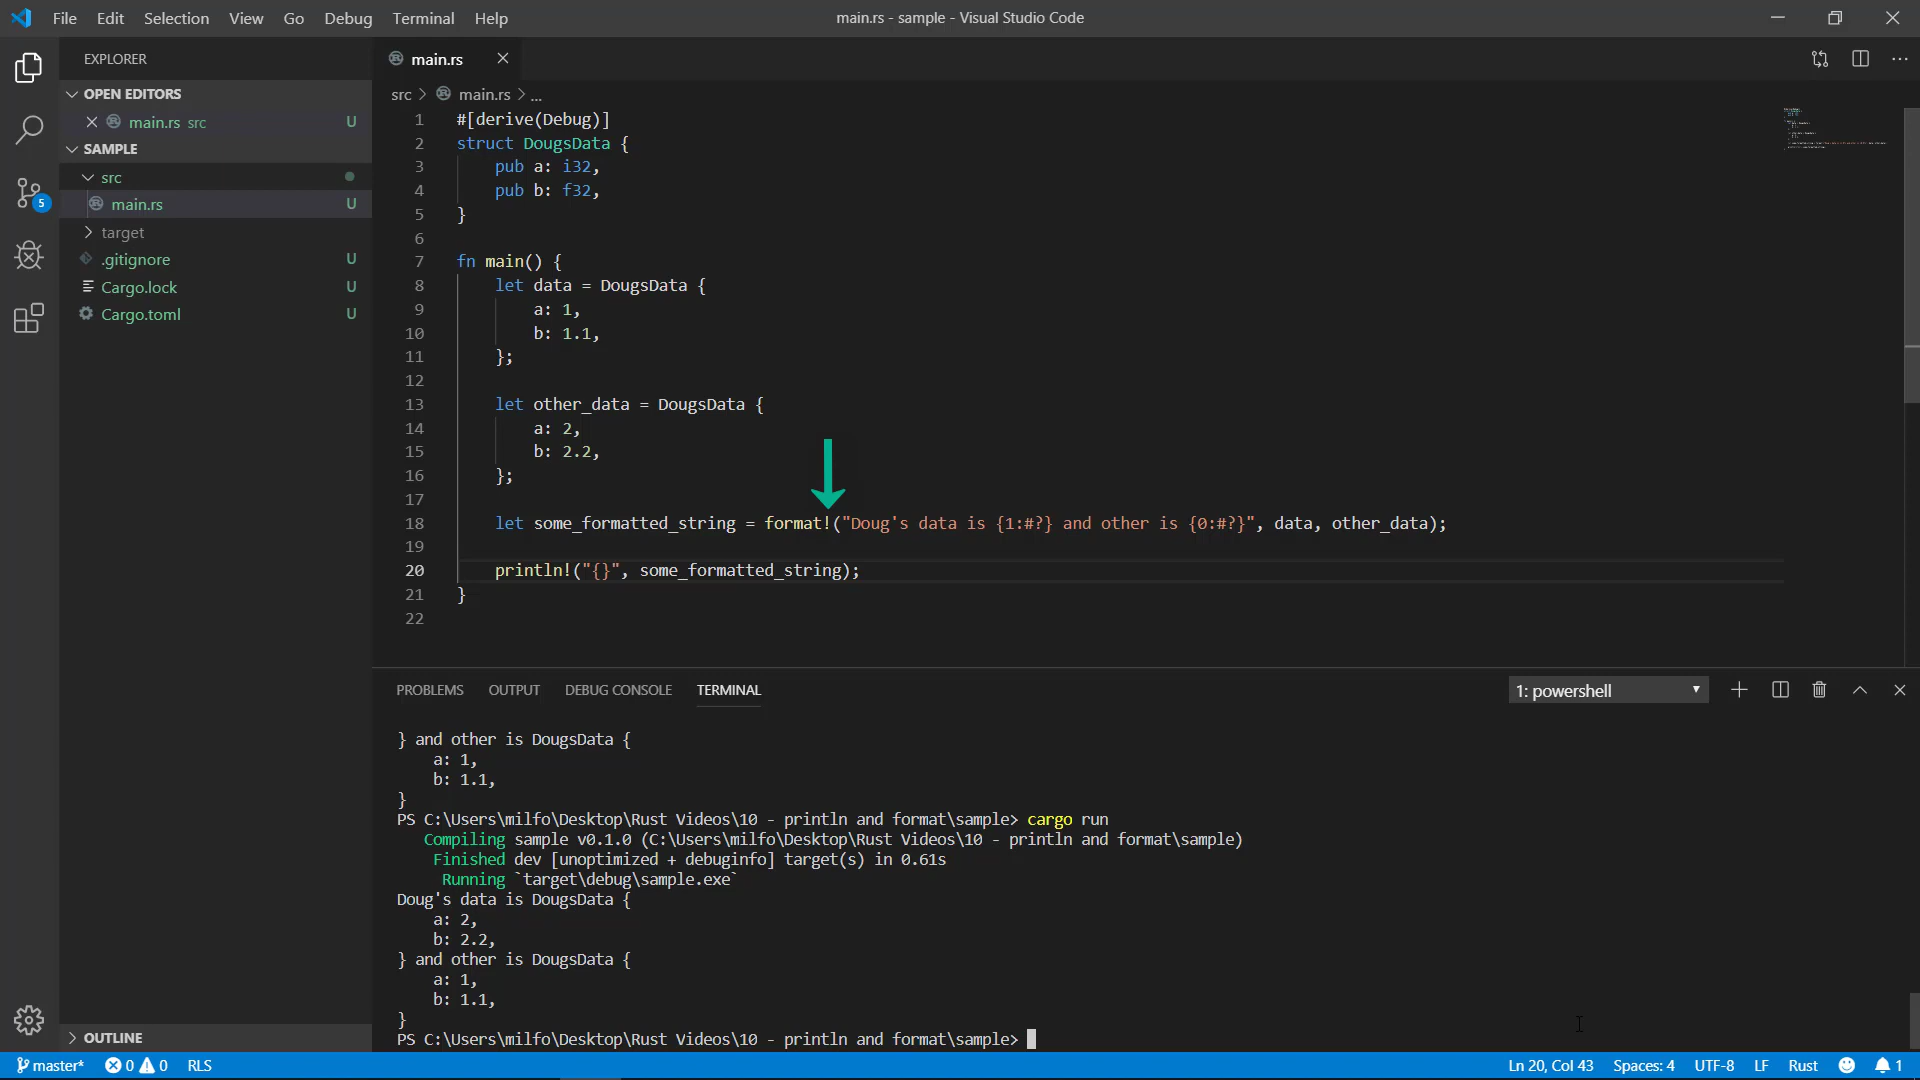 File Edit Selection View Go Debug Terminal Help
main.rs - sample - Visual Studio Code
EXPLORER
OPEN EDITORS
main.rs src U
SAMPLE
src
main.rs U
target
.gitignore U
Cargo.lock U
Cargo.toml U
5
OUTLINE
main.rs
src > main.rs > ...
1 #[derive(Debug)]
2 struct DougsData {
3 pub a: i32,
4 pub b: f32,
5 }
6
7 fn main() {
8 let data = DougsData {
9 a: 1,
10 b: 1.1,
11 };
12
13 let other_data = DougsData {
14 a: 2,
15 b: 2.2,
16 };
17
18 let some_formatted_string = format!("Doug's data is {1:#?} and other is {0:#?}", data, other_data);
19
20 println!("{}", some_formatted_string);
21 }
22
PROBLEMS OUTPUT DEBUG CONSOLE TERMINAL
1: powershell
} and other is DougsData {
a: 1,
b: 1.1,
}
PS C:\Users\milfo\Desktop\Rust Videos\10 - println and format\sample> cargo run
Compiling sample v0.1.0 (C:\Users\milfo\Desktop\Rust Videos\10 - println and format\sample)
Finished dev [unoptimized + debuginfo] target(s) in 0.61s
Running `target\debug\sample.exe`
Doug's data is DougsData {
a: 2,
b: 2.2,
} and other is DougsData {
a: 1,
b: 1.1,
}
PS C:\Users\milfo\Desktop\Rust Videos\10 - println and format\sample>
master* 0 0 RLS
Ln 20, Col 43 Spaces: 4 UTF-8 LF Rust 1